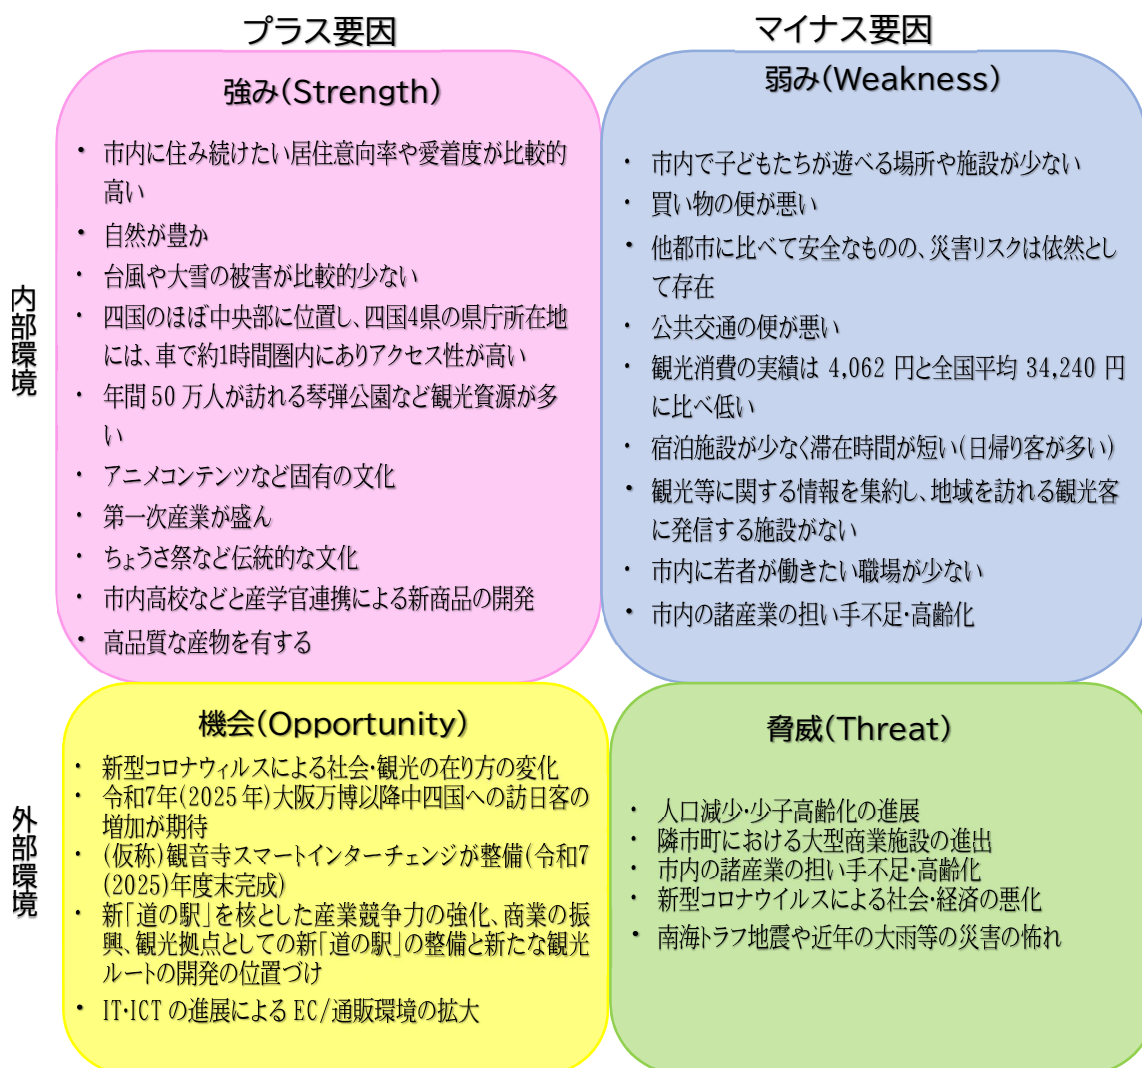 プラス要因
マイナス要因
内部環境
強み(Strength)
・ 市内に住み続けたい居住意向率や愛着度が比較的
高い
・ 自然が豊か
・ 台風や大雪の被害が比較的少ない
・ 四国のほぼ中央部に位置し、四国4県の県庁所在地
には、車で約1時間圏内にありアクセス性が高い
・ 年間 50 万人が訪れる琴弾公園など観光資源が多
い
・ アニメコンテンツなど固有の文化
・ 第一次産業が盛ん
・ ちょうさ祭など伝統的な文化
・ 市内高校などと産学官連携による新商品の開発
・ 高品質な産物を有する
弱み(Weakness)
・ 市内で子どもたちが遊べる場所や施設が少ない
・ 買い物の便が悪い
・ 他都市に比べて安全なものの、災害リスクは依然とし
て存在
・ 公共交通の便が悪い
・ 観光消費の実績は 4,062 円と全国平均 34,240 円
に比べ低い
・ 宿泊施設が少なく滞在時間が短い(日帰り客が多い)
・ 観光等に関する情報を集約し、地域を訪れる観光客
に発信する施設がない
・ 市内に若者が働きたい職場が少ない
・ 市内の諸産業の担い手不足・高齢化
外部環境
機会(Opportunity)
・ 新型コロナウィルスによる社会・観光の在り方の変化
・ 令和7年(2025 年)大阪万博以降中四国への訪日客の
増加が期待
・ (仮称)観音寺スマートインターチェンジが整備(令和7
(2025)年度末完成)
・ 新「道の駅」を核とした産業競争力の強化、商業の振
興、観光拠点としての新「道の駅」の整備と新たな観光
ルートの開発の位置づけ
・ IT・ICT の進展による EC/通販環境の拡大
脅威(Threat)
・ 人口減少・少子高齢化の進展
・ 隣市町における大型商業施設の進出
・ 市内の諸産業の担い手不足・高齢化
・ 新型コロナウイルスによる社会・経済の悪化
・ 南海トラフ地震や近年の大雨等の災害の怖れ